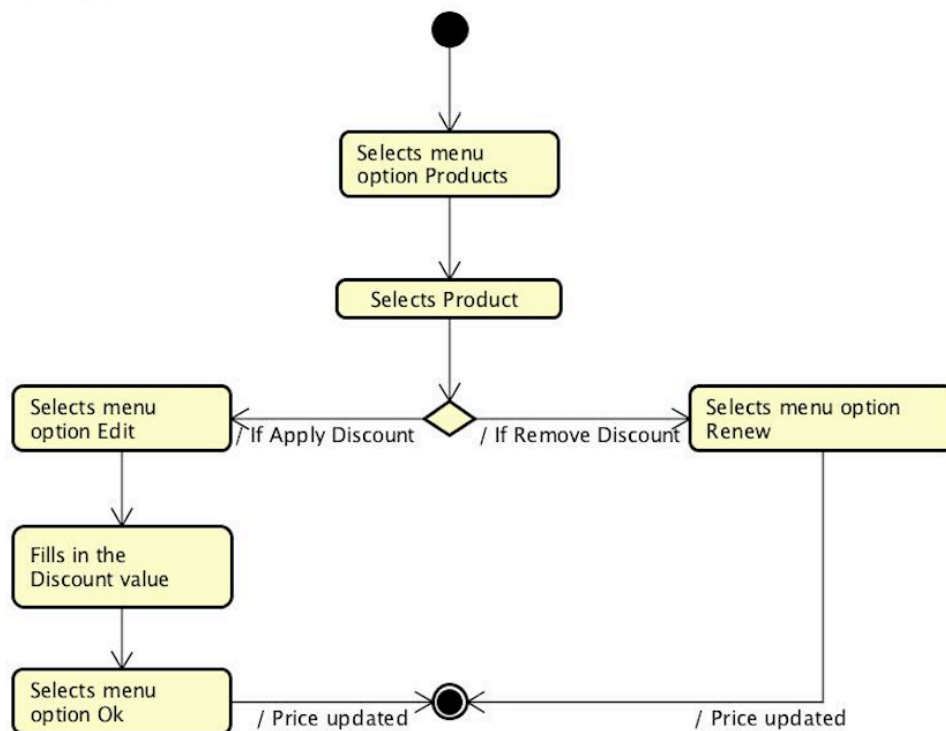 Selects menu
option Products
Selects Product
Selects menu
option Edit
/ If Apply Discount
/ If Remove Discount
Selects menu option
Renew
Fills in the
Discount value
Selects menu
option Ok
/ Price updated
/ Price updated